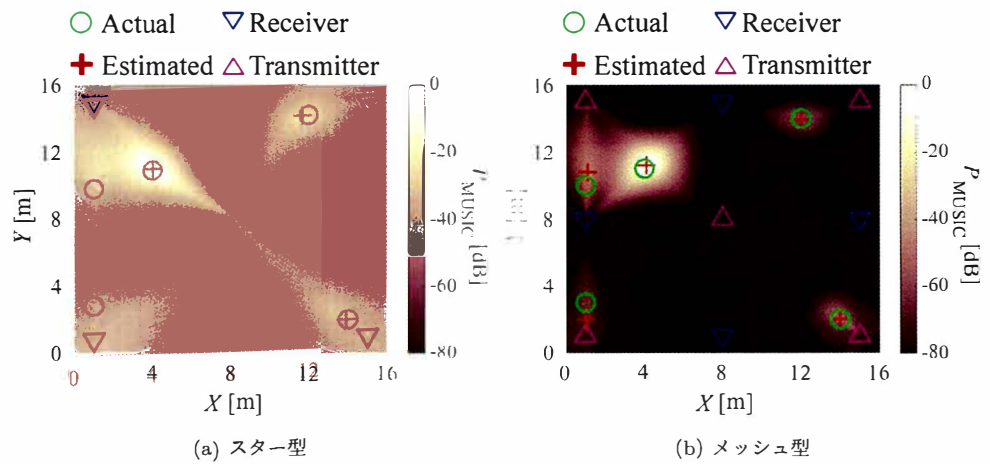 Actual
Receiver
Estimated
Transmitter
16
12
8
4
0
Y [m]
0
4
8
12
16
X [m]
0
-20
-40
-60
-80
P MUSIC [dB]
(a) スター型
Actual
Receiver
Estimated
Transmitter
16
12
8
4
0
0
4
8
12
16
X [m]
0
-20
-40
-60
-80
P MUSIC [dB]
(b) メッシュ型